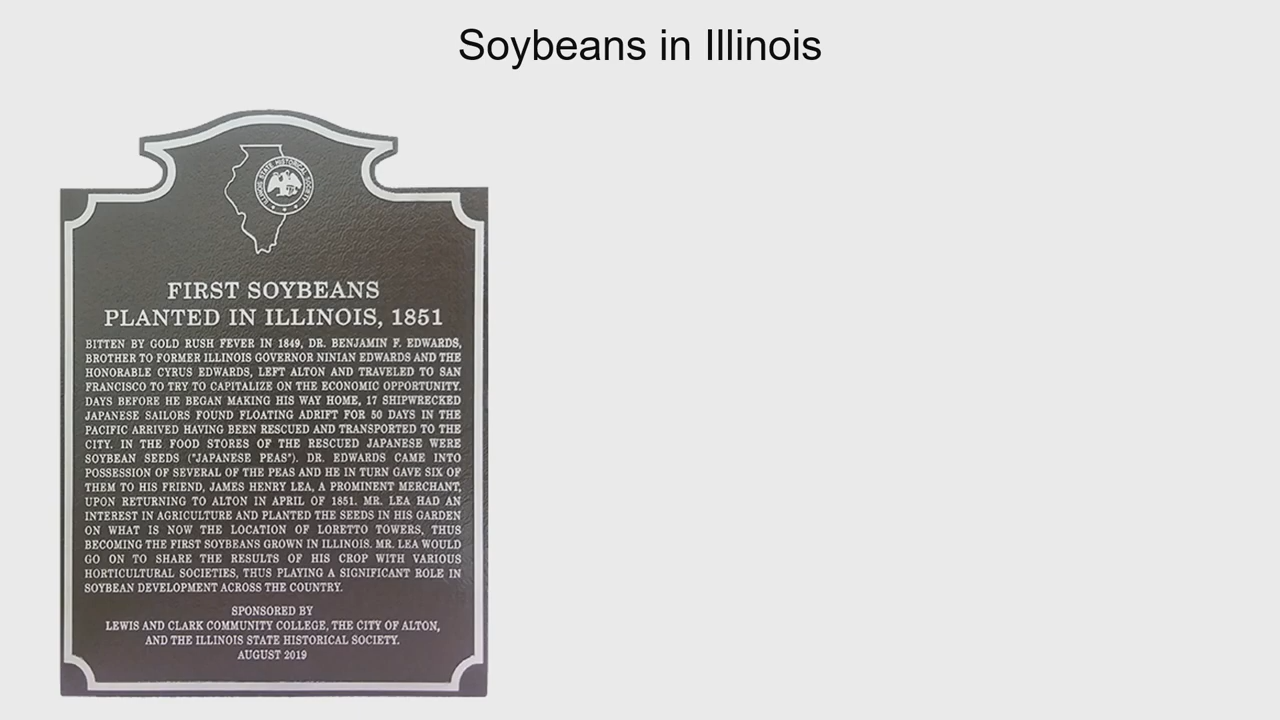 Soybeans in Illinois
ILLINOIS STATE HISTORICAL SOCIETY
FIRST SOYBEANS
PLANTED IN ILLINOIS, 1851
BITTEN BY GOLD RUSH FEVER IN 1849, DR. BENJAMIN F. EDWARDS,
BROTHER TO FORMER ILLINOIS GOVERNOR NINIAN EDWARDS AND THE
HONORABLE CYRUS EDWARDS, LEFT ALTON AND TRAVELED TO SAN
FRANCISCO TO TRY TO CAPITALIZE ON THE ECONOMIC OPPORTUNITY.
DAYS BEFORE HE BEGAN MAKING HIS WAY HOME, 17 SHIPWRECKED
JAPANESE SAILORS FOUND FLOATING ADRIFT FOR 50 DAYS IN THE
PACIFIC ARRIVED HAVING BEEN RESCUED AND TRANSPORTED TO THE
CITY. IN THE FOOD STORES OF THE RESCUED JAPANESE WERE
SOYBEAN SEEDS ("JAPANESE PEAS"). DR. EDWARDS CAME INTO
POSSESSION OF SEVERAL OF THE PEAS AND HE IN TURN GAVE SIX OF
THEM TO HIS FRIEND, JAMES HENRY LEA, A PROMINENT MERCHANT,
UPON RETURNING TO ALTON IN APRIL OF 1851. MR. LEA HAD AN
INTEREST IN AGRICULTURE AND PLANTED THE SEEDS IN HIS GARDEN
ON WHAT IS NOW THE LOCATION OF LORETTO TOWERS, THUS
BECOMING THE FIRST SOYBEANS GROWN IN ILLINOIS. MR. LEA WOULD
GO ON TO SHARE THE RESULTS OF HIS CROP WITH VARIOUS
HORTICULTURAL SOCIETIES, THUS PLAYING A SIGNIFICANT ROLE IN
SOYBEAN DEVELOPMENT ACROSS THE COUNTRY.
SPONSORED BY
LEWIS AND CLARK COMMUNITY COLLEGE, THE CITY OF ALTON,
AND THE ILLINOIS STATE HISTORICAL SOCIETY.
AUGUST 2019